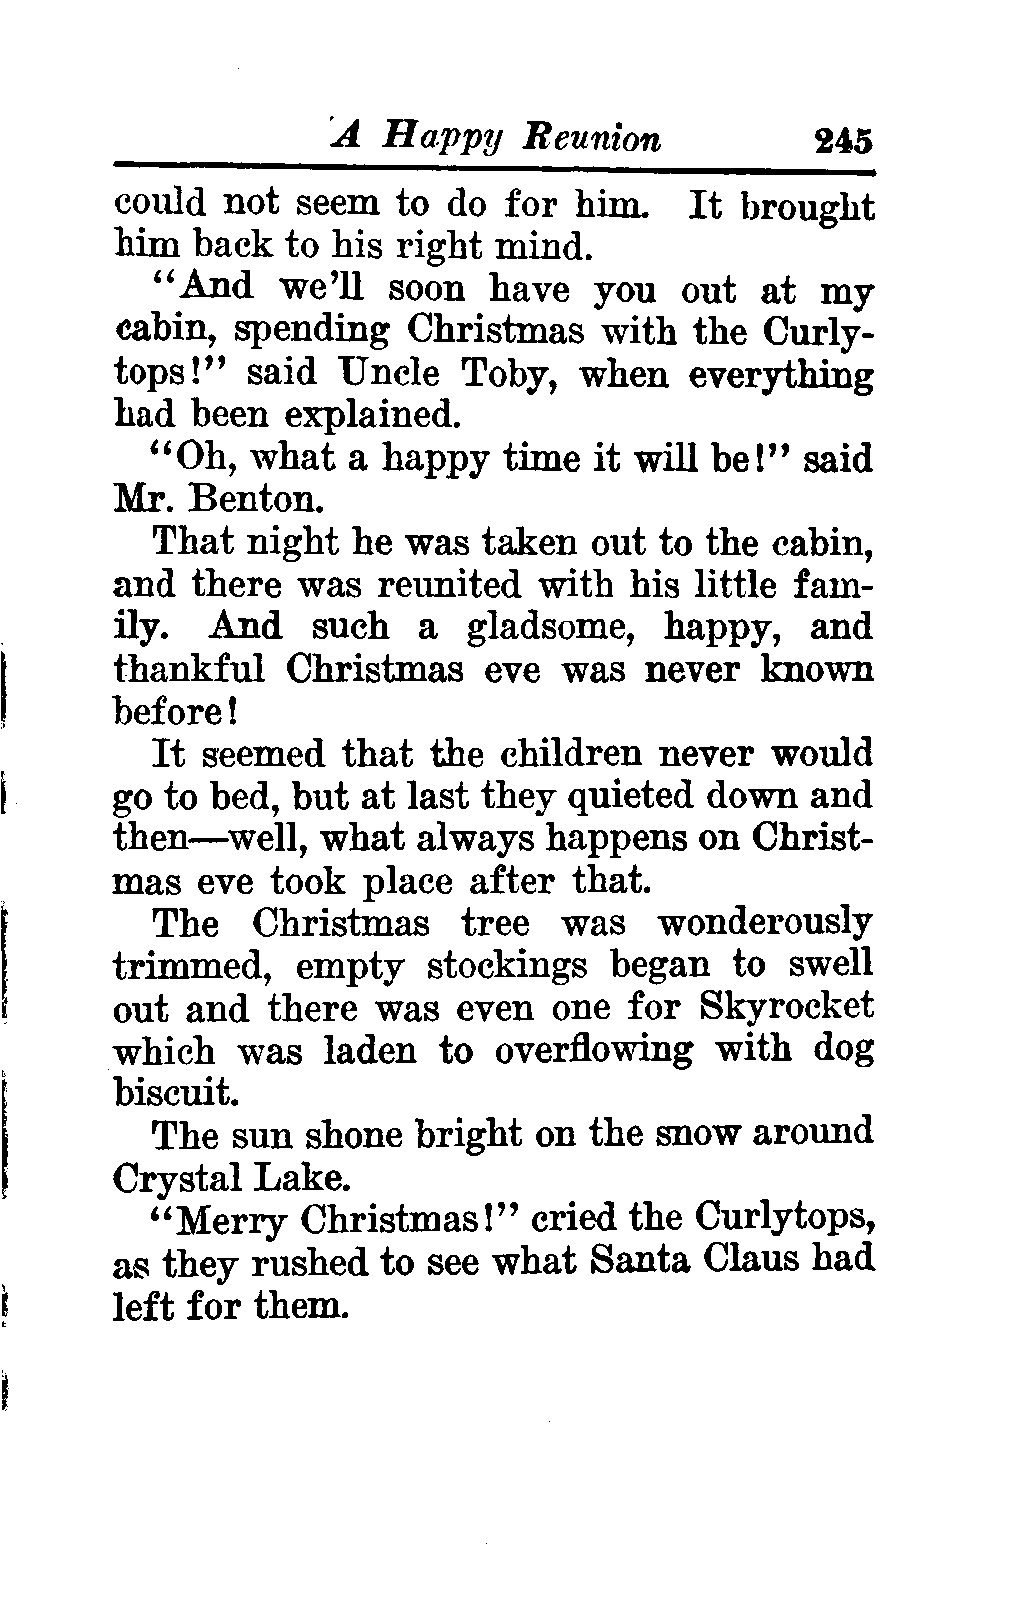 A Happy Reunion 245
could not seem to do for him. It brought
him back to his right mind.
"And we'll soon have you out at my
cabin, spending Christmas with the Curly-
tops!" said Uncle Toby, when everything
had been explained.
"Oh, what a happy time it will be!" said
Mr. Benton.
That night he was taken out to the cabin,
and there was reunited with his little fam-
ily. And such a gladsome, happy, and
thankful Christmas eve was never known
before!
It seemed that the children never would
go to bed, but at last they quieted down and
then—well, what always happens on Christ-
mas eve took place after that.
The Christmas tree was wonderously
trimmed, empty stockings began to swell
out and there was even one for Skyrocket
which was laden to overflowing with dog
biscuit.
The sun shone bright on the snow around
Crystal Lake.
"Merry Christmas!" cried the Curlytops,
as they rushed to see what Santa Claus had
left for them.